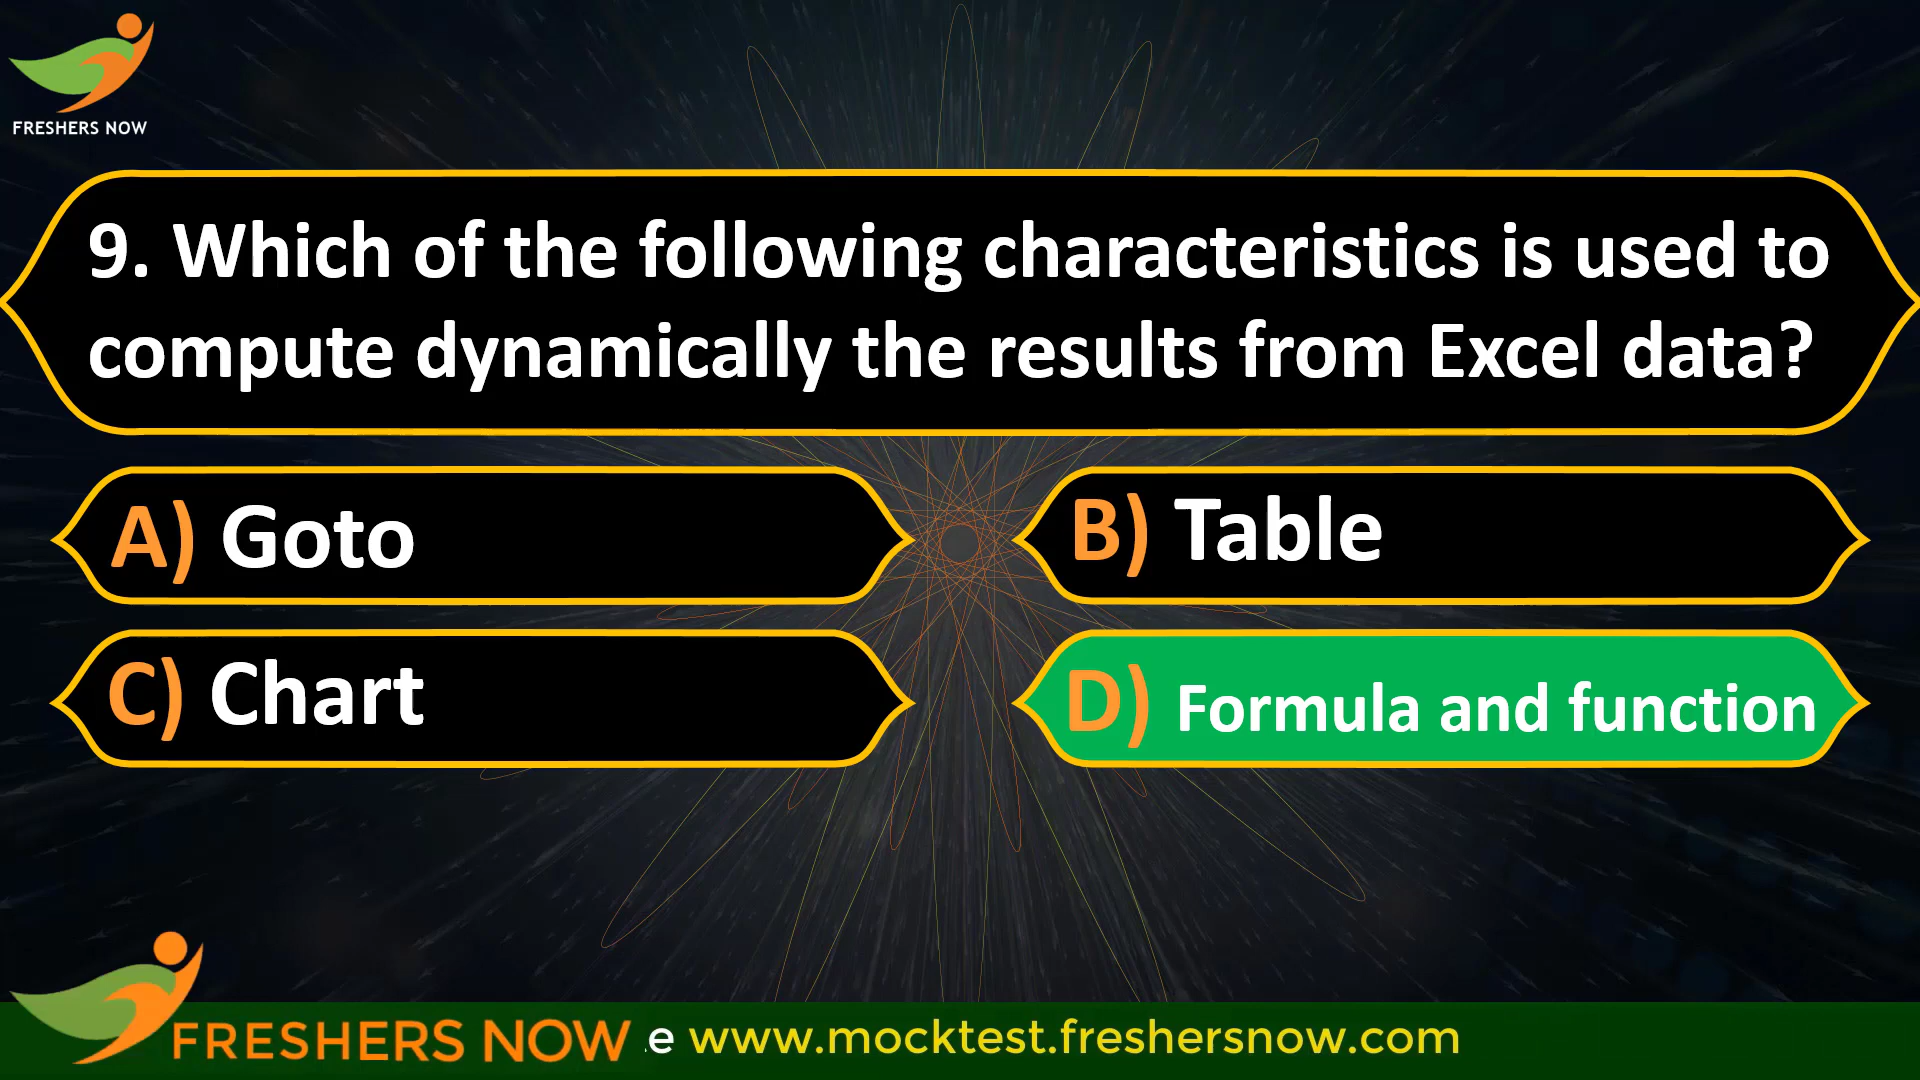 FRESHERS NOW
9. Which of the following characteristics is used to
compute dynamically the results from Excel data?
A) Goto
B) Table
C) Chart
D) Formula and function
FRESHERS NOW
e www.mocktest.freshersnow.com